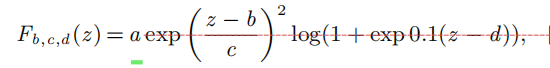 F_{b,c,d}(z) = a exp((z − b)/c)^2 log(1 + exp 0.1(z − d)),